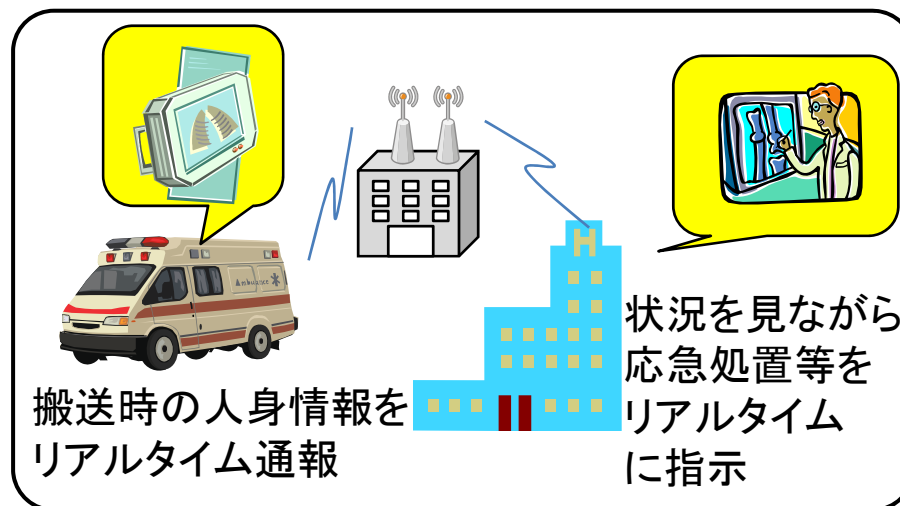 Ambulance
H
搬送時の人身情報を
リアルタイム通報
状況を見ながら
応急処置等を
リアルタイム
に指示